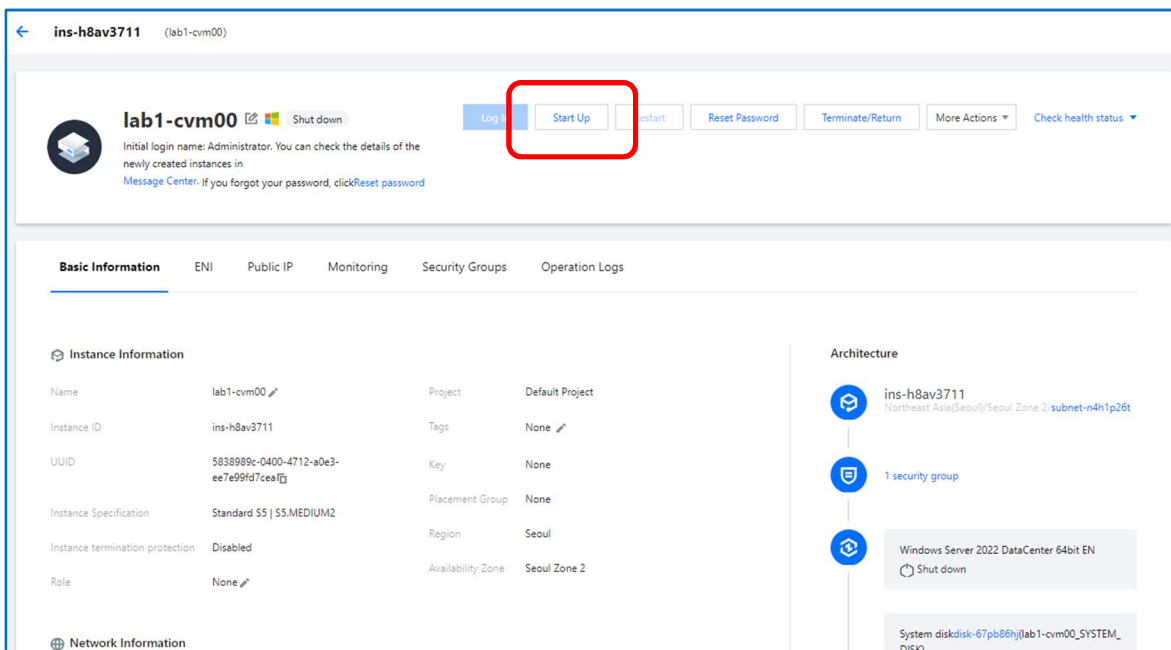 ins-h8av3711 (lab1-cvm00)
lab1-cvm00 Shut down
Log Start Up estart Reset Password Terminate/Return More Actions Check health status
Initial login name: Administrator. You can check the details of the
newly created instances in
Message Center. If you forgot your password, clickReset password
Basic Information ENI Public IP Monitoring Security Groups Operation Logs
Instance Information
Name lab1-cvm00 Project Default Project
Instance ID ins-h8av3711 Tags None
UUID 5838989c-0400-4712-a0e3-
ee7e99fd7cea
Key None
Placement Group None
Instance Specification Standard S5 | S5.MEDIUM2
Region Seoul
Instance termination protection Disabled
Availability Zone Seoul Zone 2
Role None
Network Information
Architecture
ins-h8av3711
Northeast Asia(Seoul)/Seoul Zone 2/subnet-n4h1p26t
1 security group
Windows Server 2022 DataCenter 64bit EN
Shut down
System diskdisk-67pb86hj(lab1-cvm00_SYSTEM_
DISK)